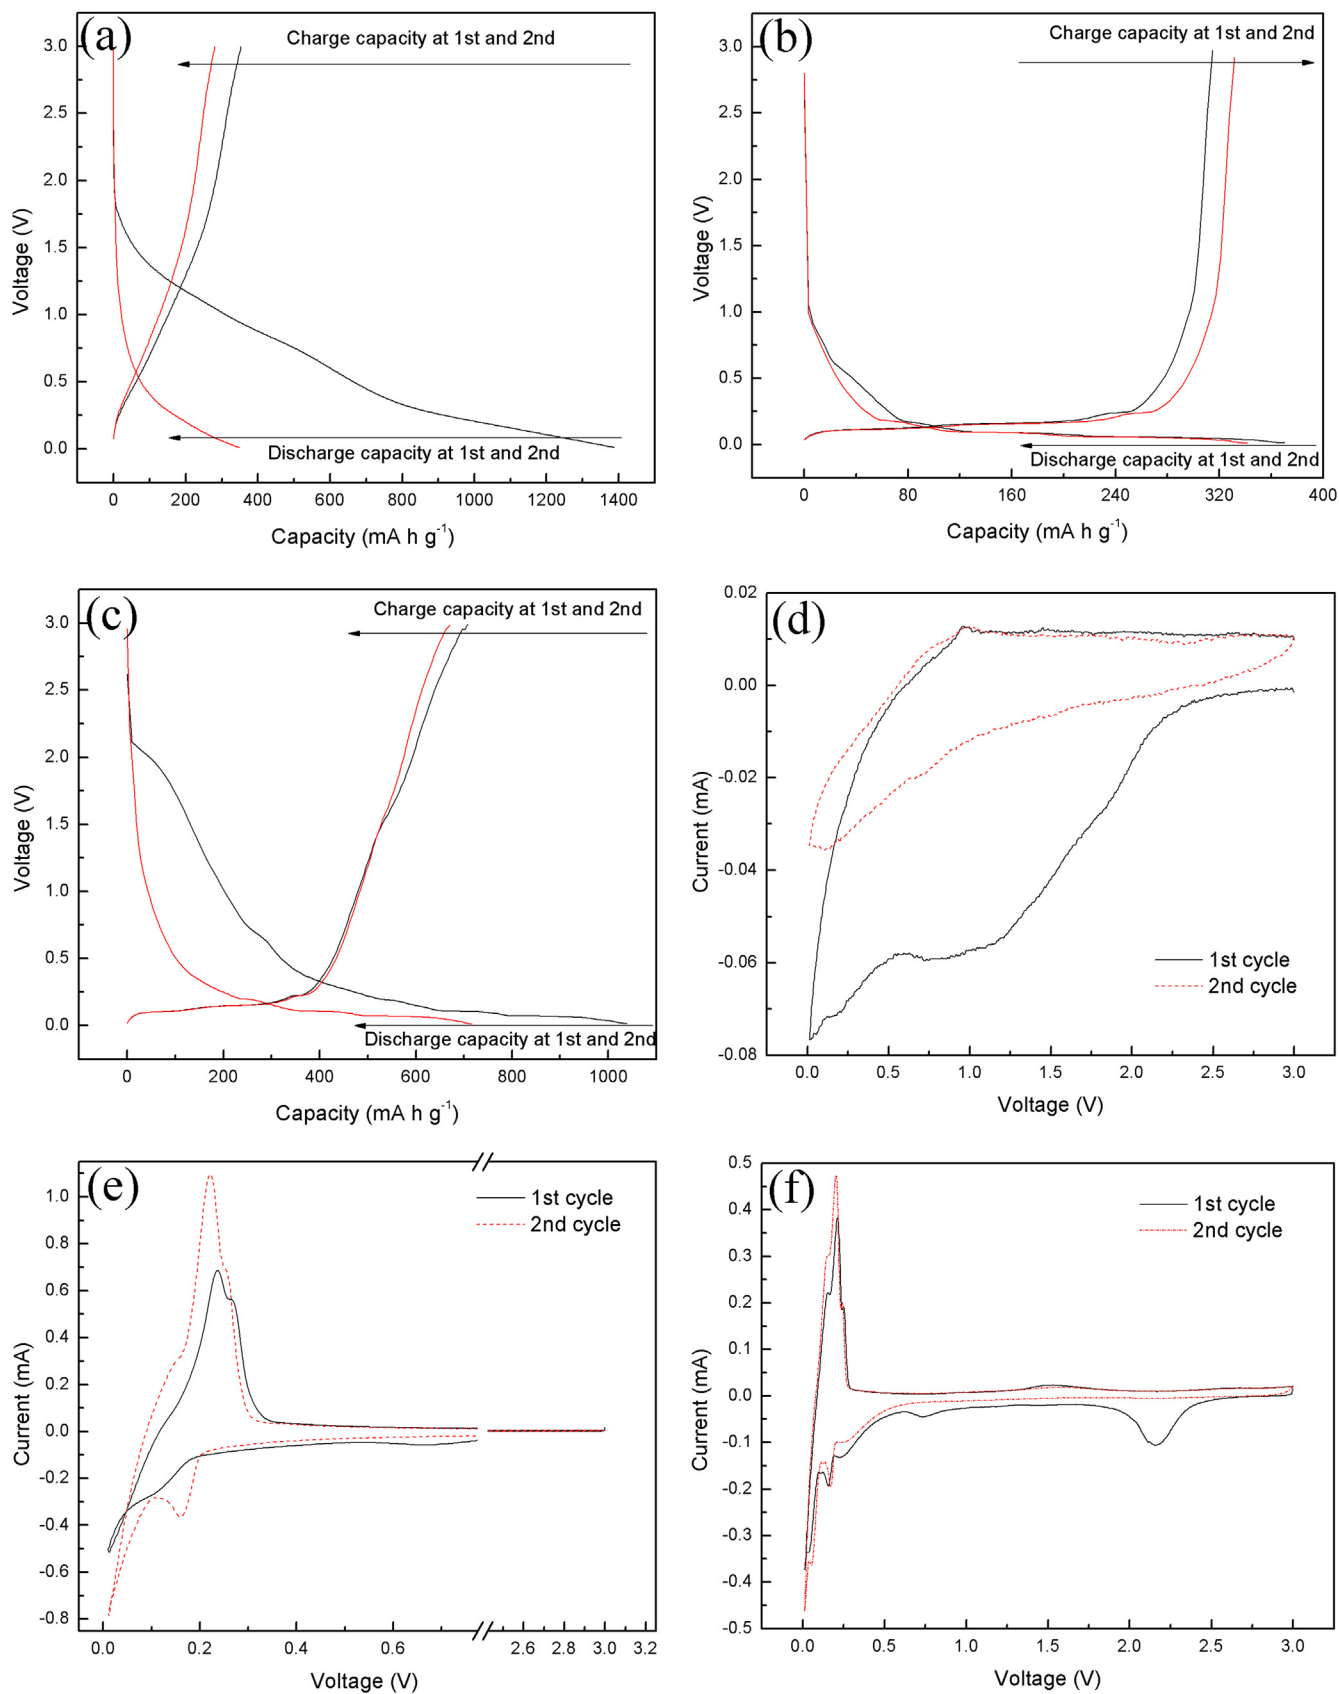 (a)
Charge capacity at 1st and 2nd
3.0
2.5
2.0
1.5
1.0
0.5
0.0
Voltage (V)
Discharge capacity at 1st and 2nd
0 200 400 600 800 1000 1200 1400
Capacity (mA h g⁻¹)
(b)
Charge capacity at 1st and 2nd
3.0
2.5
2.0
1.5
1.0
0.5
0.0
Voltage (V)
Discharge capacity at 1st and 2nd
0 80 160 240 320 400
Capacity (mA h g⁻¹)
(c)
Charge capacity at 1st and 2nd
3.0
2.5
2.0
1.5
1.0
0.5
0.0
Voltage (V)
Discharge capacity at 1st and 2nd
0 200 400 600 800 1000
Capacity (mA h g⁻¹)
(d)
0.02
0.00
-0.02
-0.04
-0.06
-0.08
Current (mA)
1st cycle
2nd cycle
0.0 0.5 1.0 1.5 2.0 2.5 3.0
Voltage (V)
(e)
1st cycle
2nd cycle
1.0
0.8
0.6
0.4
0.2
0.0
-0.2
-0.4
-0.6
-0.8
Current (mA)
0.0 0.2 0.4 0.6 2.6 2.8 3.0 3.2
Voltage (V)
(f)
1st cycle
2nd cycle
0.5
0.4
0.3
0.2
0.1
0.0
-0.1
-0.2
-0.3
-0.4
-0.5
Current (mA)
0.0 0.5 1.0 1.5 2.0 2.5 3.0
Voltage (V)